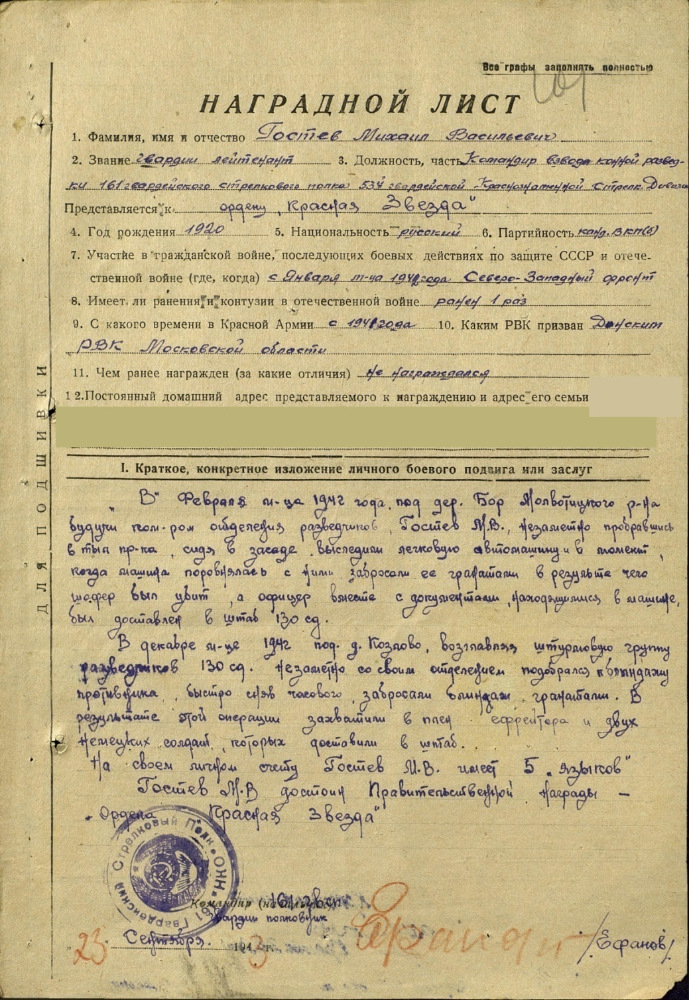 Все графы заполнять полностью
НАГРАДНОЙ ЛИСТ
1. Фамилия, имя и отчество Гостев Михаил Васильевич
2. Звание гвардии лейтенант 3. Должность, часть Командир взвода конной развед-
ки 161 гвардейского стрелкового полка 53й гвардейской Краснознаменной Стрелк. Дивизии
Представляется к ордену „Красная Звезда"
4. Год рождения 1920 5. Национальность русский 6. Партийность канд. ВКП(б)
7. Участие в гражданской войне, последующих боевых действиях по защите СССР и отече-
ственной войне (где, когда) с Января м-ца 1942 года Северо-Западный фронт
8. Имеет ли ранения и контузии в отечественной войне ранен 1 раз
9. С какого времени в Красной Армии с 1941 года 10. Каким РВК призван Донским
РВК Московской области
11. Чем ранее награжден (за какие отличия) не награждался
12. Постоянный домашний адрес представляемого к награждению и адрес его семьи
ДЛЯ ПОДШИВКИ
I. Краткое, конкретное изложение личного боевого подвига или заслуг
В Феврале м-ца 1942 года, под дер. Бор Молвотицкого р-на
будучи ком-ром отделения разведчиков, Гостев М.В., незаметно пробравшись
в тыл пр-ка, сидя в засаде, выследили легковую автомашину и в момент,
когда машина поровнялась с ними забросали ее гранатами в результе чего
шофер был убит, а офицер вместе с документами, находящимися в машине,
был доставлен в штаб 130 сд.
В декабре м-це 1942 под. д. Козлово, возглавляя штурмовую группу
разведчиков 130 сд. незаметно со своим отделением подобрался к блиндажу
противника, быстро сняв часового, забросали блиндаж гранатами. В
результате этой операции захватили в плен ефрейтора и двух
немецких солдат, которых доставили в штаб.
На своем личном счету Гостев М.В. имеет 5 „языков"
Гостев М.В достоин Правительственной награды —
Ордена Красная Звезда"
161 Гвардейский Стрелковый Полк НКО
Командир (начальник) 161 гвсп
гвардии полковник
/Ефанов/
23 Сентября 1943 г.